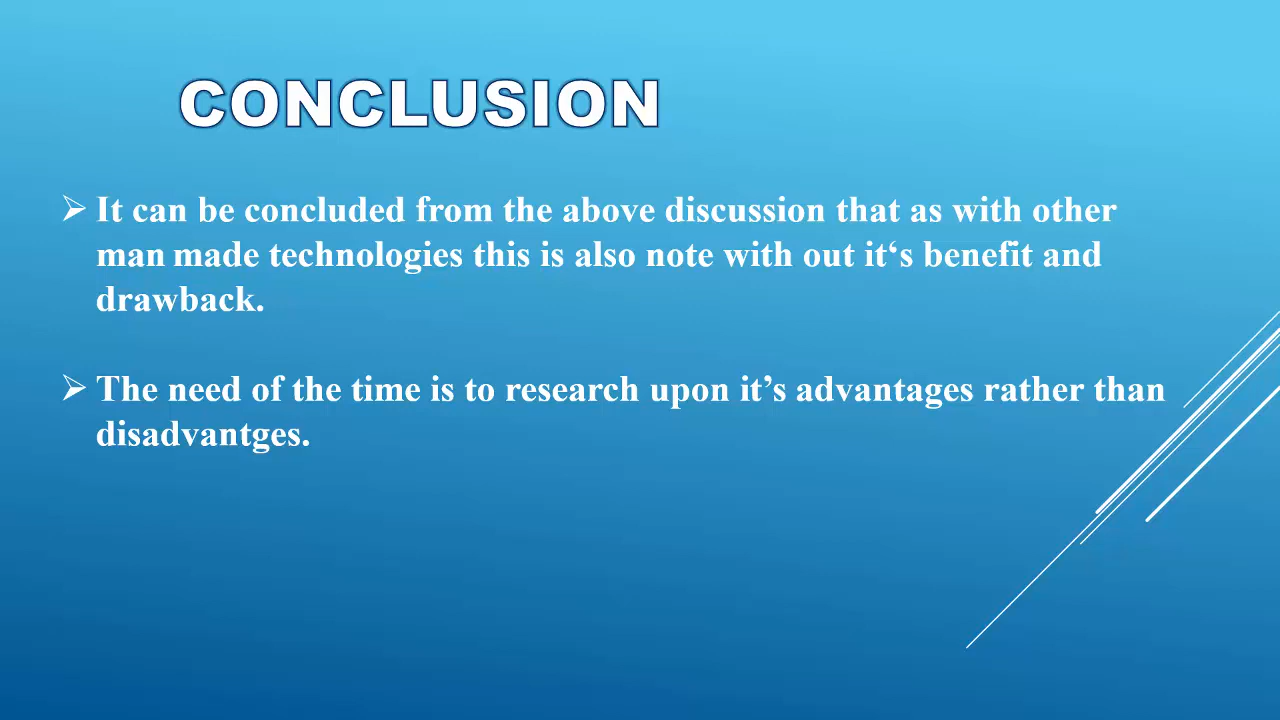 CONCLUSION
➢ It can be concluded from the above discussion that as with other
man made technologies this is also note with out it‘s benefit and
drawback.
➢ The need of the time is to research upon it’s advantages rather than
disadvantges.